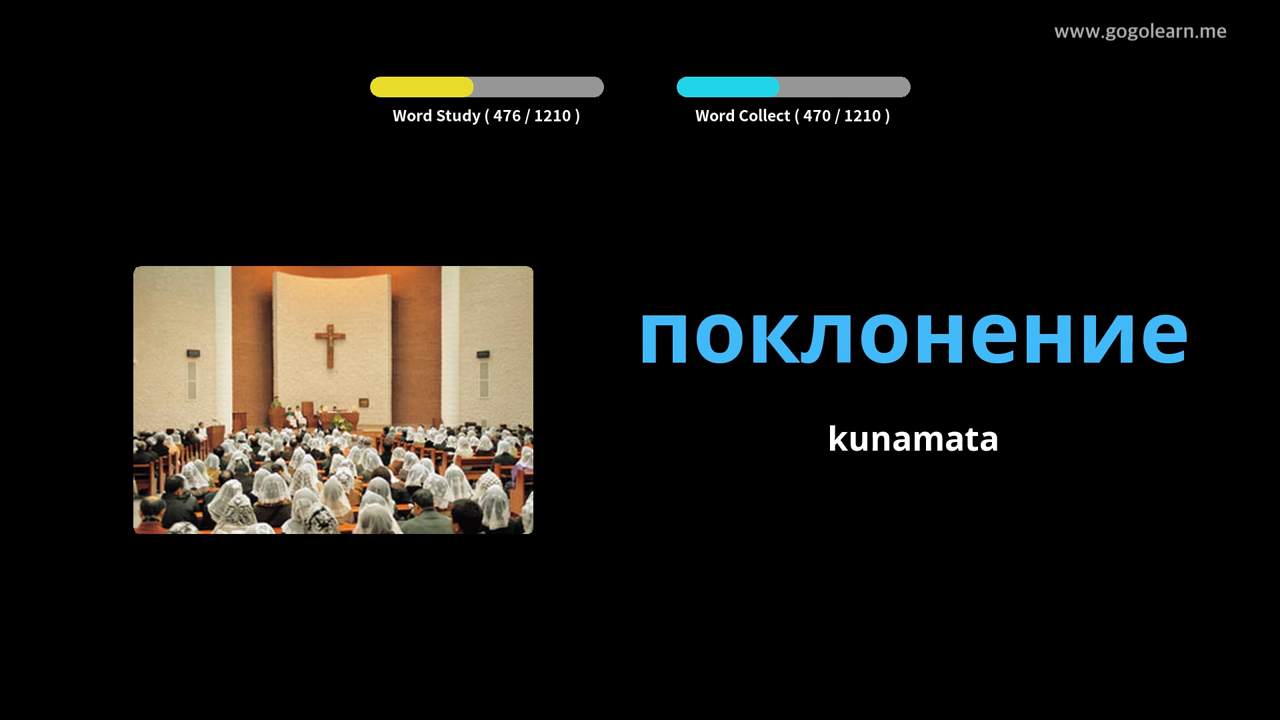 www.gogolearn.me
Word Study ( 476 / 1210 )
Word Collect ( 470 / 1210 )
поклонение
kunamata